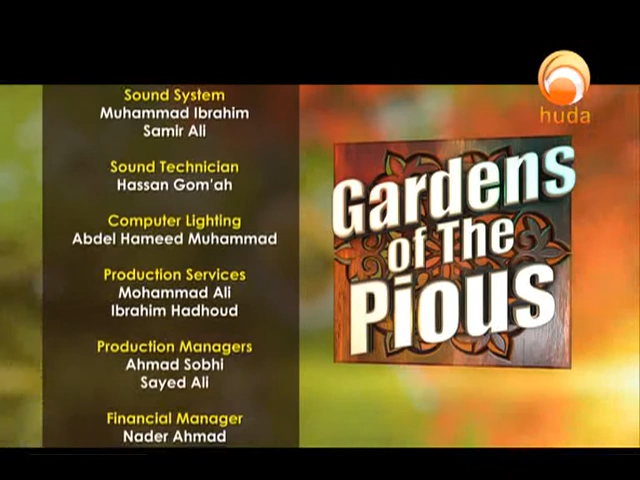 huda
Sound System
Muhammad Ibrahim
Samir Ali
Sound Technician
Hassan Gom'ah
Computer Lighting
Abdel Hameed Muhammad
Production Services
Mohammad Ali
Ibrahim Hadhoud
Production Managers
Ahmad Sobhi
Sayed Ali
Financial Manager
Nader Ahmad
Gardens
of The
Pious